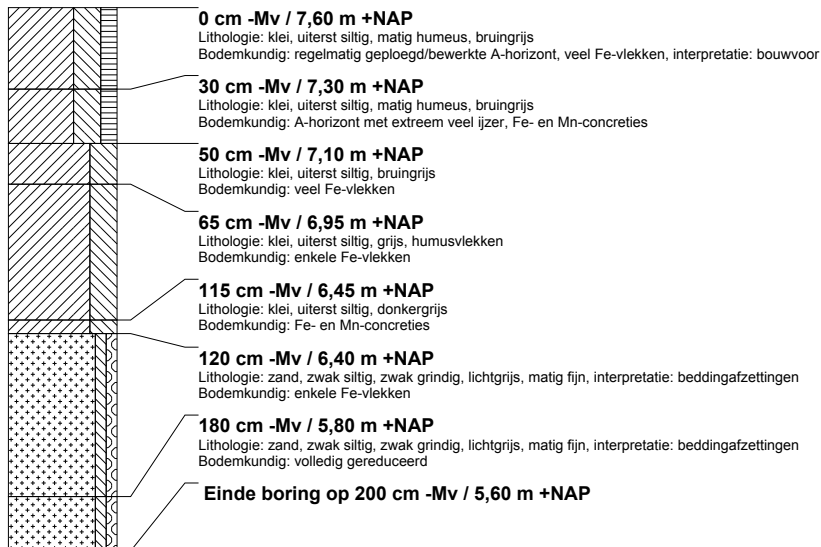 0 cm -Mv / 7,60 m +NAP
Lithologie: klei, uiterst siltig, matig humeus, bruingrijs
Bodemkundig: regelmatig geploegd/bewerkte A-horizont, veel Fe-vlekken, interpretatie: bouwvoor
30 cm -Mv / 7,30 m +NAP
Lithologie: klei, uiterst siltig, matig humeus, bruingrijs
Bodemkundig: A-horizont met extreem veel ijzer, Fe- en Mn-concreties
50 cm -Mv / 7,10 m +NAP
Lithologie: klei, uiterst siltig, bruingrijs
Bodemkundig: veel Fe-vlekken
65 cm -Mv / 6,95 m +NAP
Lithologie: klei, uiterst siltig, grijs, humusvlekken
Bodemkundig: enkele Fe-vlekken
115 cm -Mv / 6,45 m +NAP
Lithologie: klei, uiterst siltig, donkergrijs
Bodemkundig: Fe- en Mn-concreties
120 cm -Mv / 6,40 m +NAP
Lithologie: zand, zwak siltig, zwak grindig, lichtgrijs, matig fijn, interpretatie: beddingafzettingen
Bodemkundig: enkele Fe-vlekken
180 cm -Mv / 5,80 m +NAP
Lithologie: zand, zwak siltig, zwak grindig, lichtgrijs, matig fijn, interpretatie: beddingafzettingen
Bodemkundig: volledig gereduceerd
Einde boring op 200 cm -Mv / 5,60 m +NAP